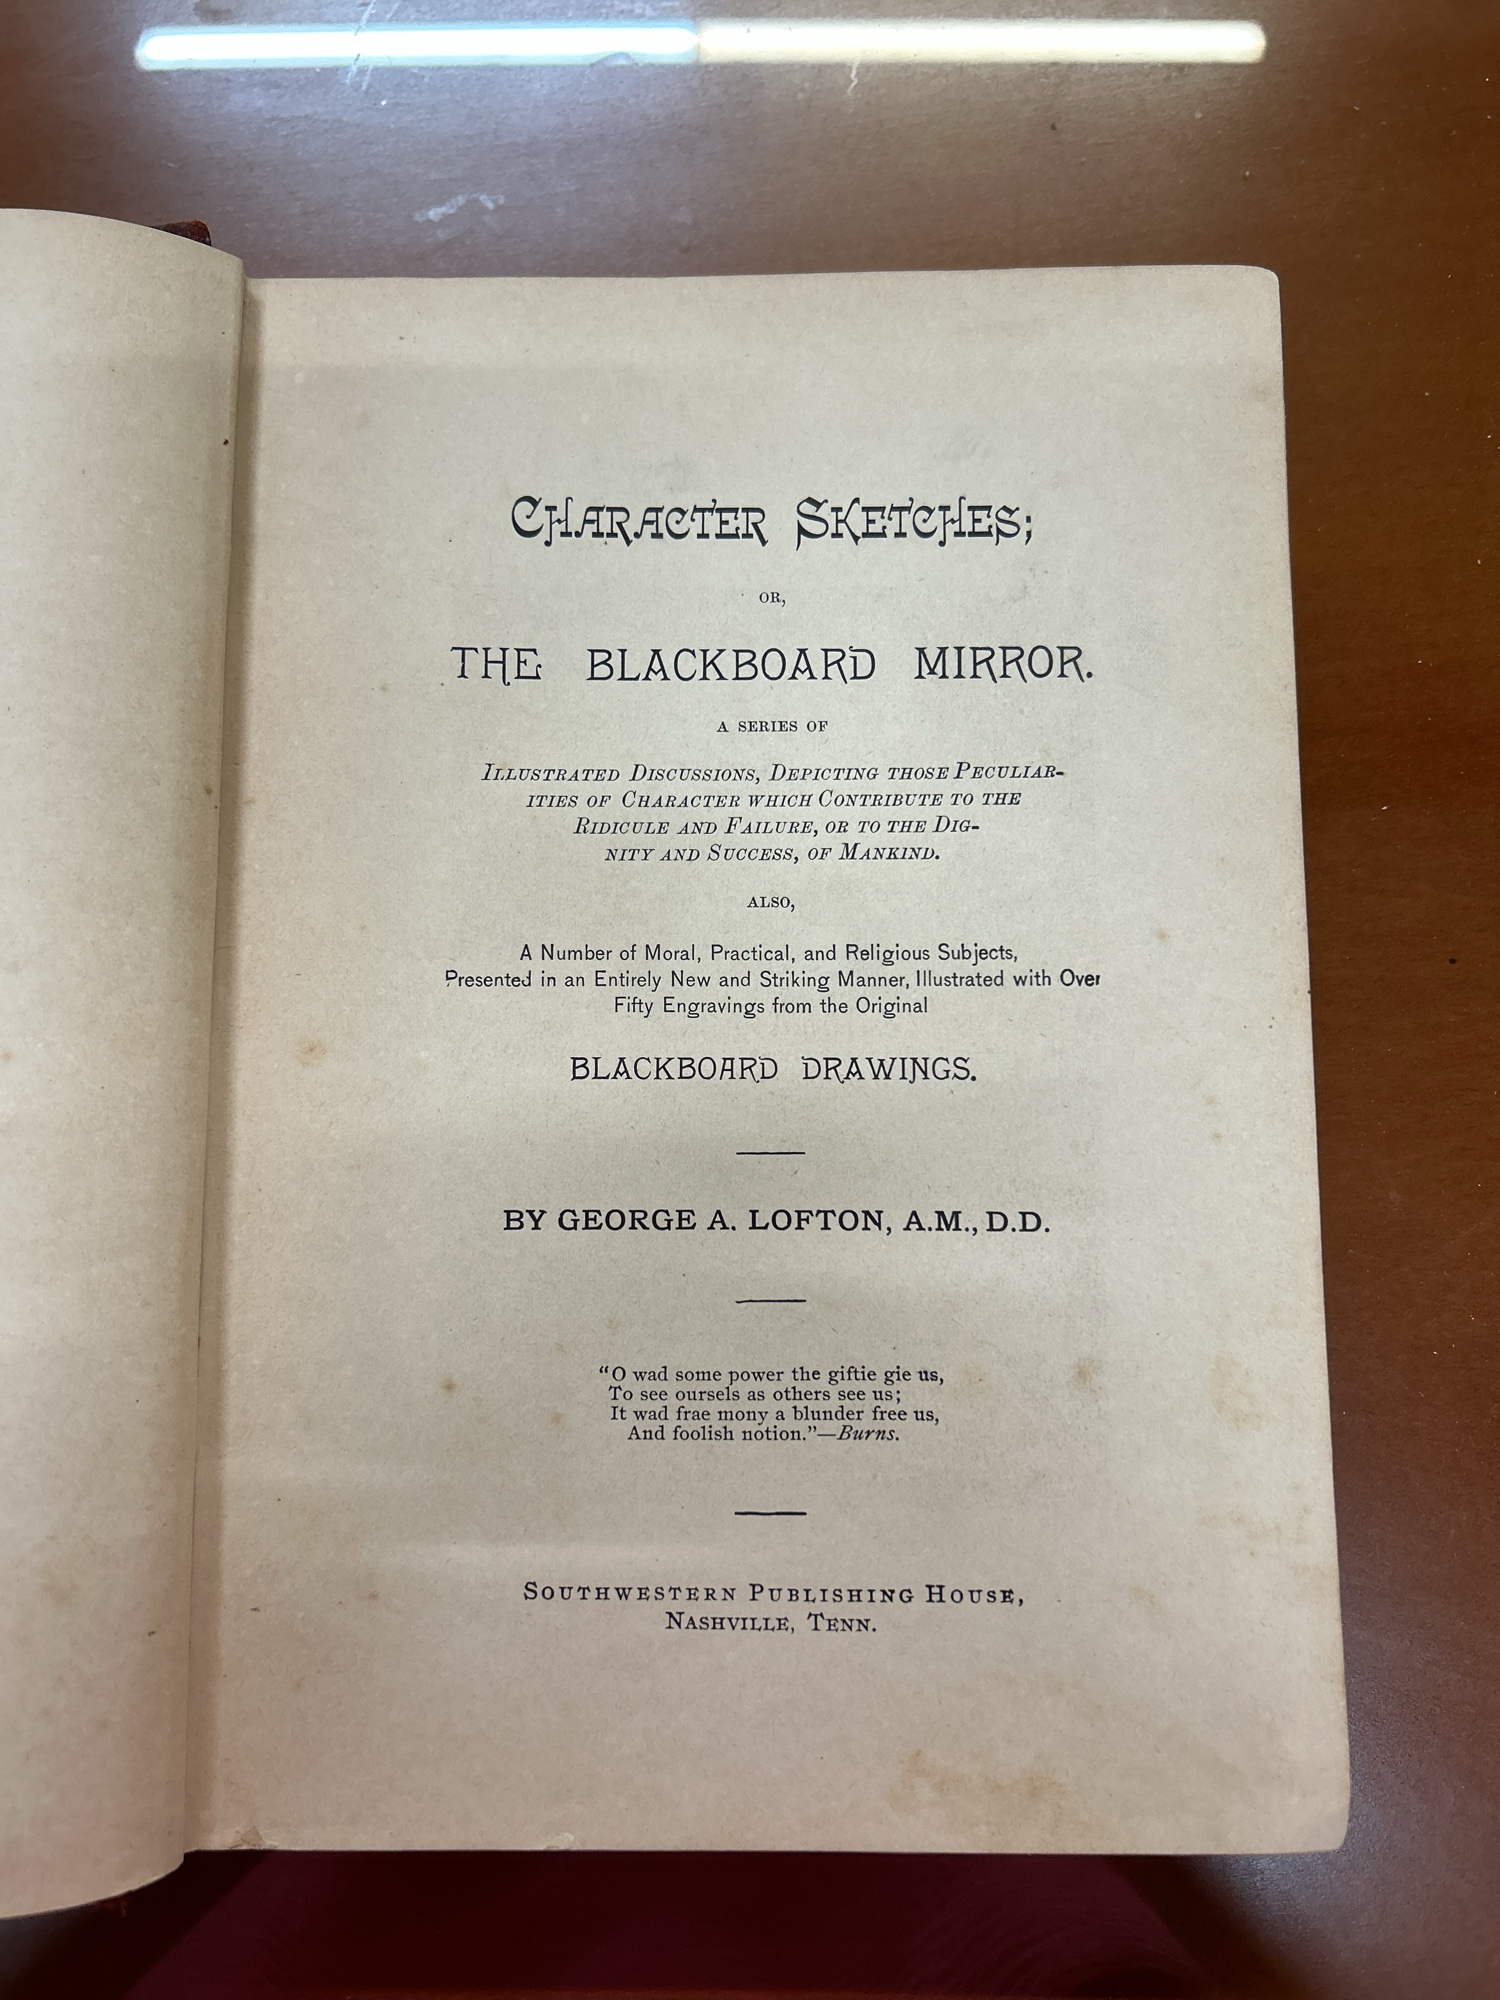 CHARACTER SKETCHES;
OR,
THE BLACKBOARD MIRROR.
A SERIES OF
ILLUSTRATED DISCUSSIONS, DEPICTING THOSE PECULIAR-
ITIES OF CHARACTER WHICH CONTRIBUTE TO THE
RIDICULE AND FAILURE, OR TO THE DIG-
NITY AND SUCCESS, OF MANKIND.
ALSO,
A Number of Moral, Practical, and Religious Subjects,
Presented in an Entirely New and Striking Manner, Illustrated with Over
Fifty Engravings from the Original
BLACKBOARD DRAWINGS.
BY GEORGE A. LOFTON, A.M., D.D.
"O wad some power the giftie gie us,
To see oursels as others see us;
It wad frae mony a blunder free us,
And foolish notion."—Burns.
SOUTHWESTERN PUBLISHING HOUSE,
NASHVILLE, TENN.